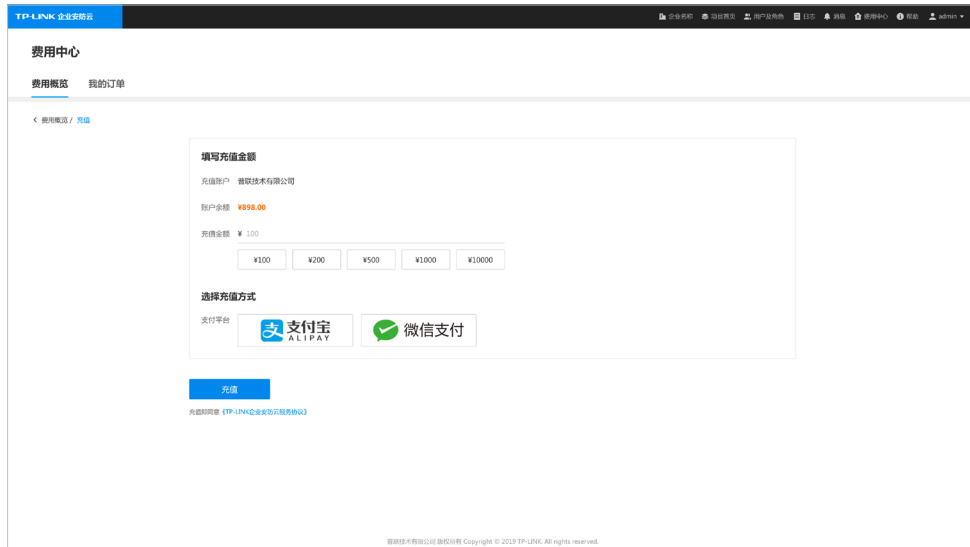 TP-LINK 企业安防云
企业名称 项目首页 用户及角色 日志 消息 费用中心 帮助 admin
费用中心
费用概览 我的订单
费用概览 / 充值
填写充值金额
充值账户 普联技术有限公司
账户余额 ¥898.00
充值金额 ¥ 100
¥100 ¥200 ¥500 ¥1000 ¥10000
选择充值方式
支付平台 支付宝 ALIPAY 微信支付
充值
充值即同意《TP-LINK企业安防云服务协议》
普联技术有限公司 版权所有 Copyright © 2019 TP-LINK. All rights reserved.